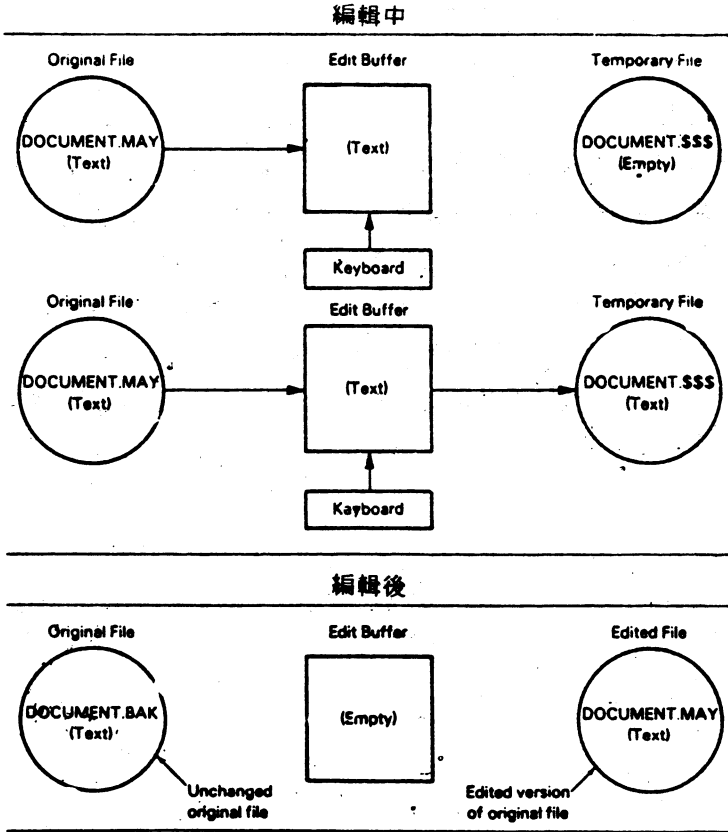 編輯中
Original File Edit Buffer Temporary File
DOCUMENT.MAY
(Text)
(Text)
DOCUMENT.$$$
(Empty)
Keyboard
Original File Edit Buffer Temporary File
DOCUMENT.MAY
(Text)
(Text)
DOCUMENT.$$$
(Text)
Keyboard
編輯後
Original File Edit Buffer Edited File
DOCUMENT.BAK
(Text)
(Empty)
DOCUMENT.MAY
(Text)
Unchanged
original file
Edited version
of original file